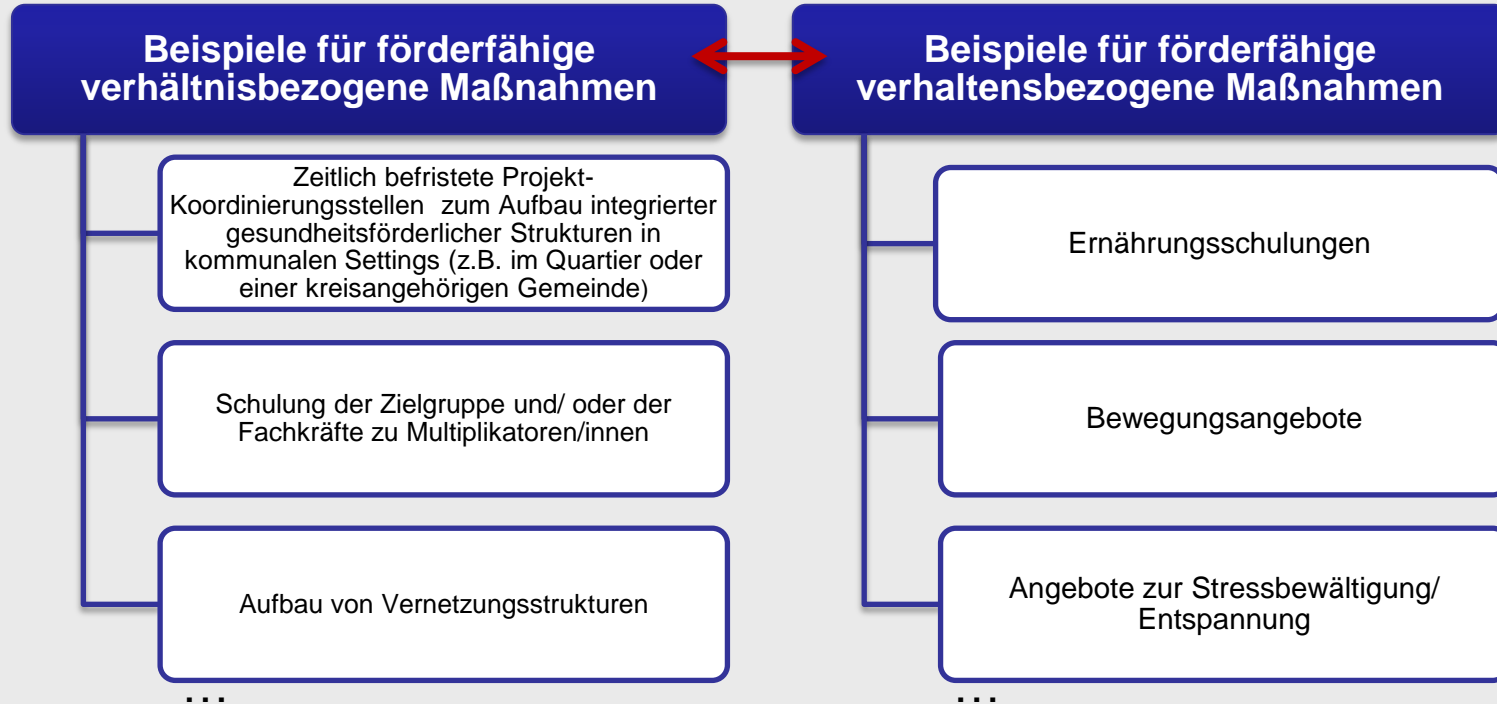 Beispiele für förderfähige
verhältnisbezogene Maßnahmen
Zeitlich befristete Projekt-
Koordinierungsstellen zum Aufbau integrierter
gesundheitsförderlicher Strukturen in
kommunalen Settings (z.B. im Quartier oder
einer kreisangehörigen Gemeinde)
Schulung der Zielgruppe und/ oder der
Fachkräfte zu Multiplikatoren/innen
Aufbau von Vernetzungsstrukturen
...
Beispiele für förderfähige
verhaltensbezogene Maßnahmen
Ernährungsschulungen
Bewegungsangebote
Angebote zur Stressbewältigung/
Entspannung
...